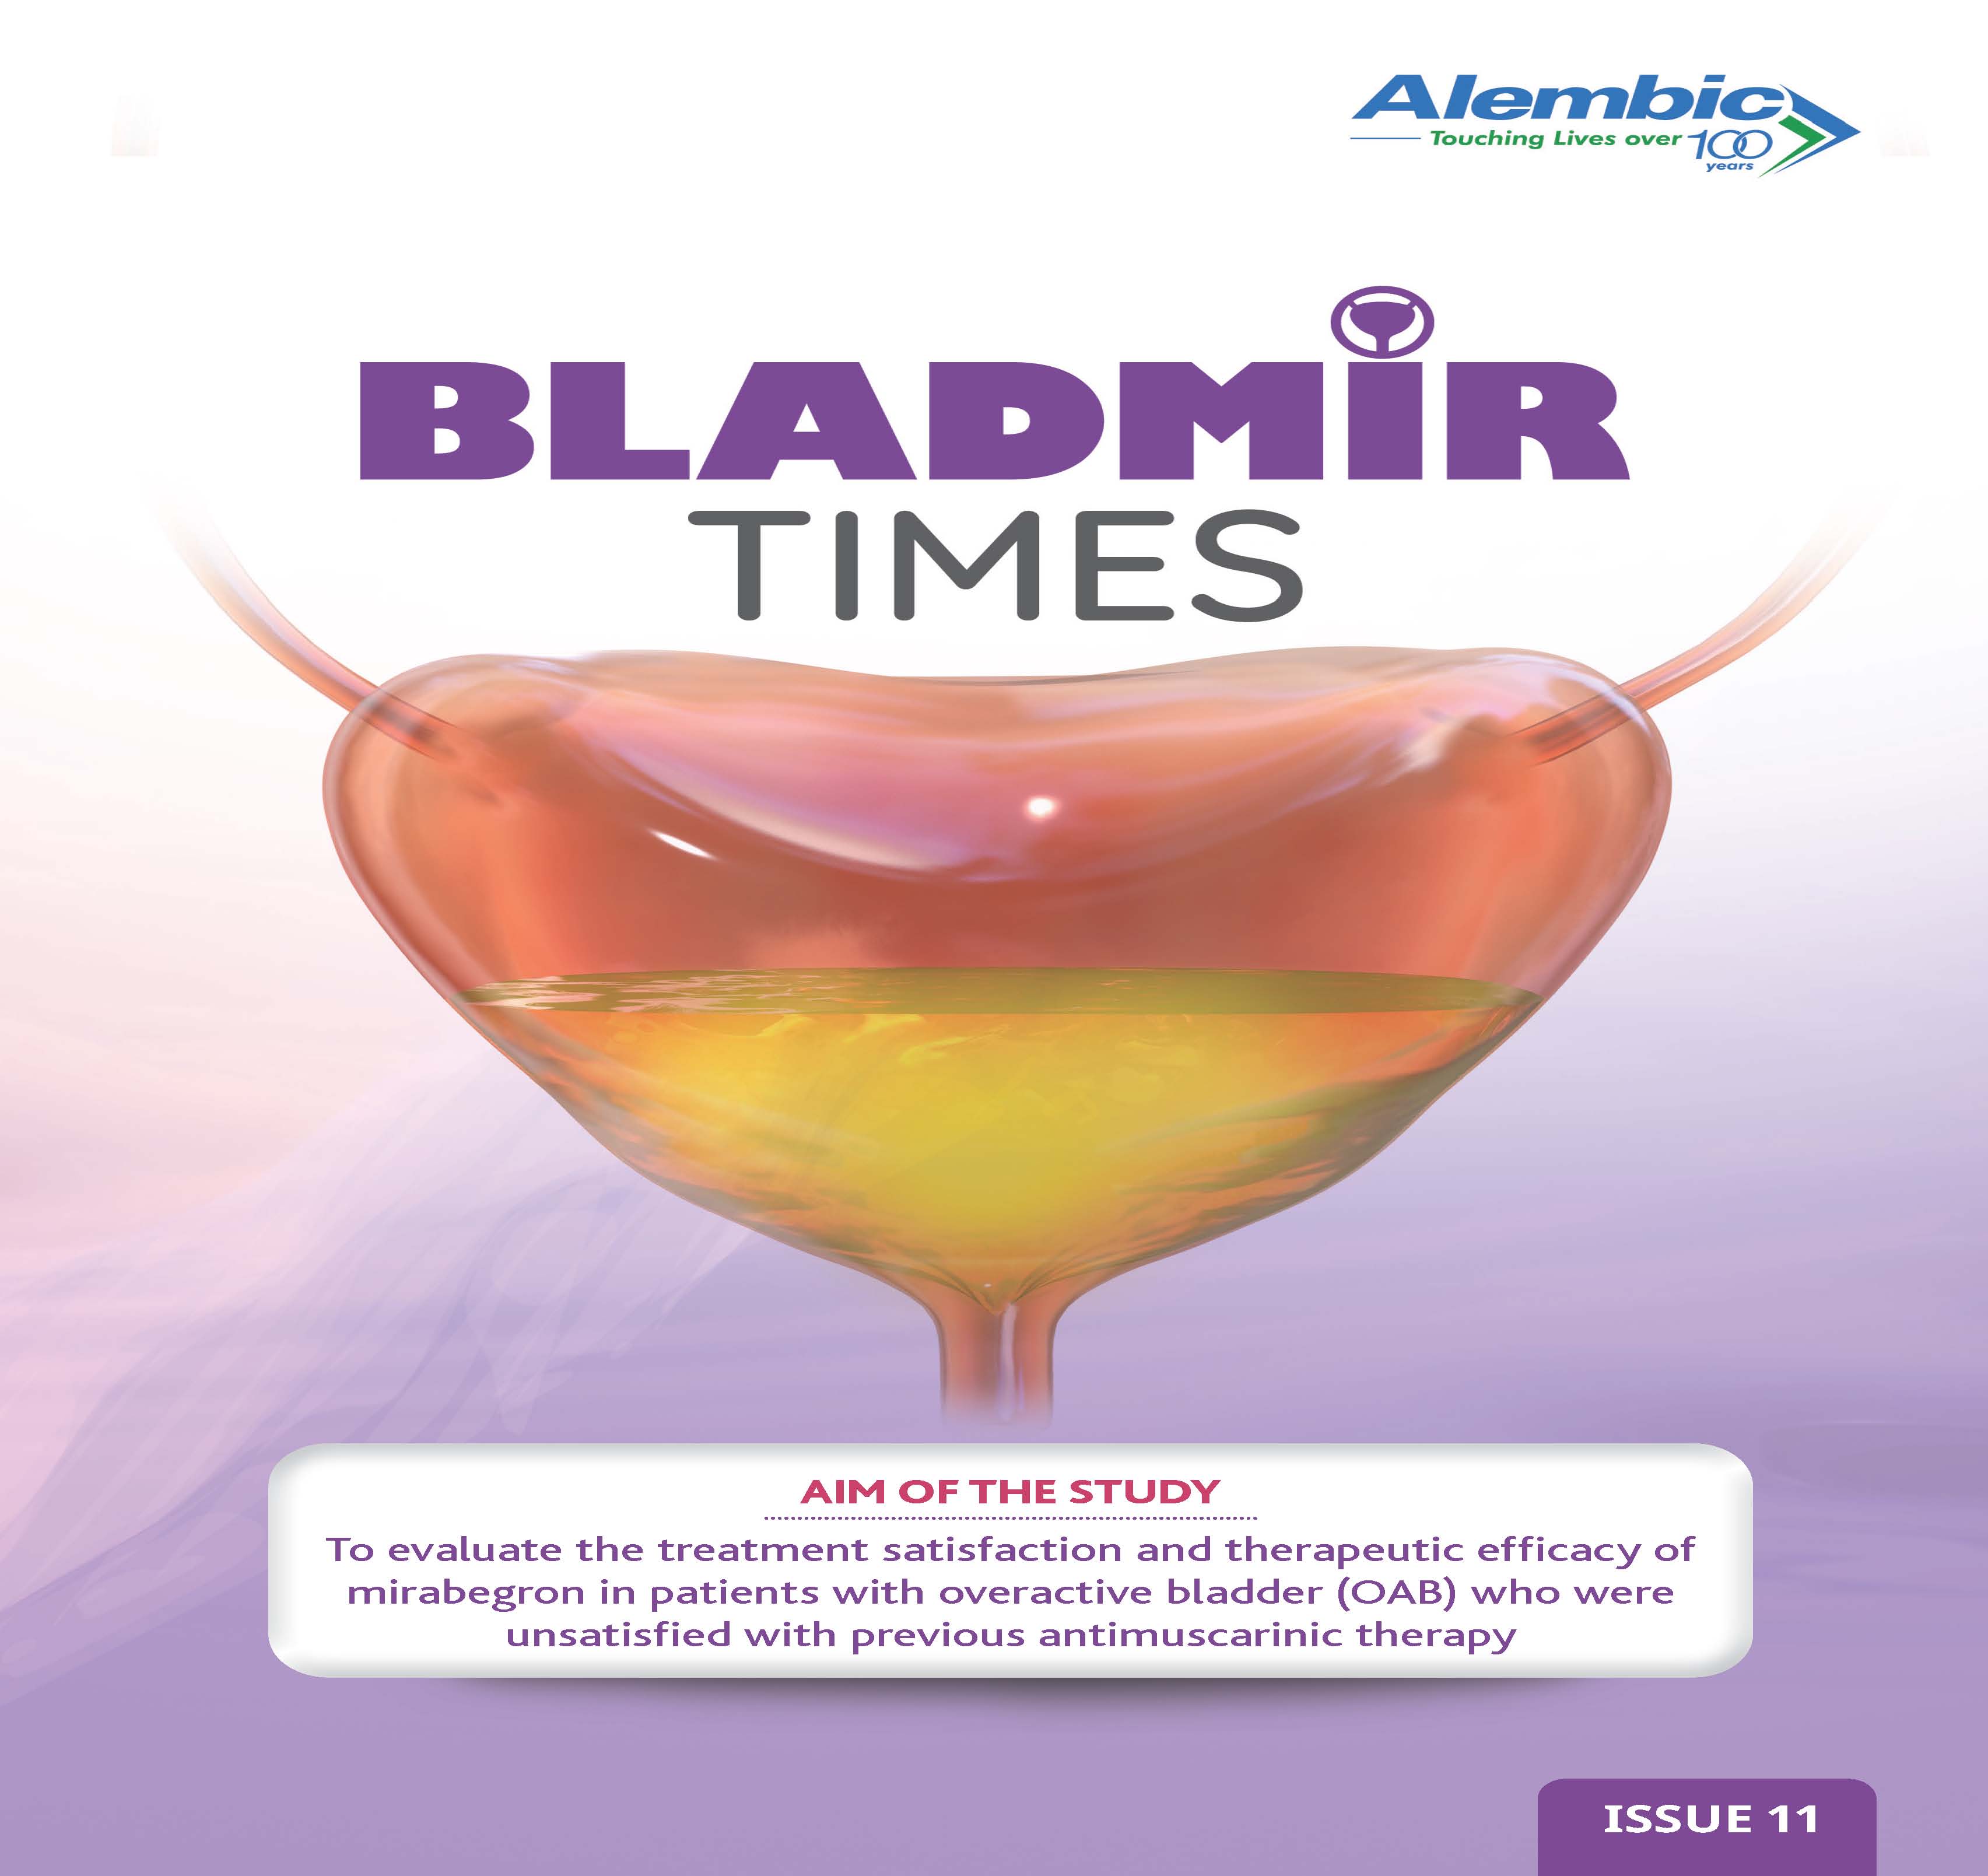 Alembic
Touching Lives over 100
years
BLADMIR
TIMES
AIM OF THE STUDY
To evaluate the treatment satisfaction and therapeutic efficacy of
mirabegron in patients with overactive bladder (OAB) who were
unsatisfied with previous antimuscarinic therapy
ISSUE 11